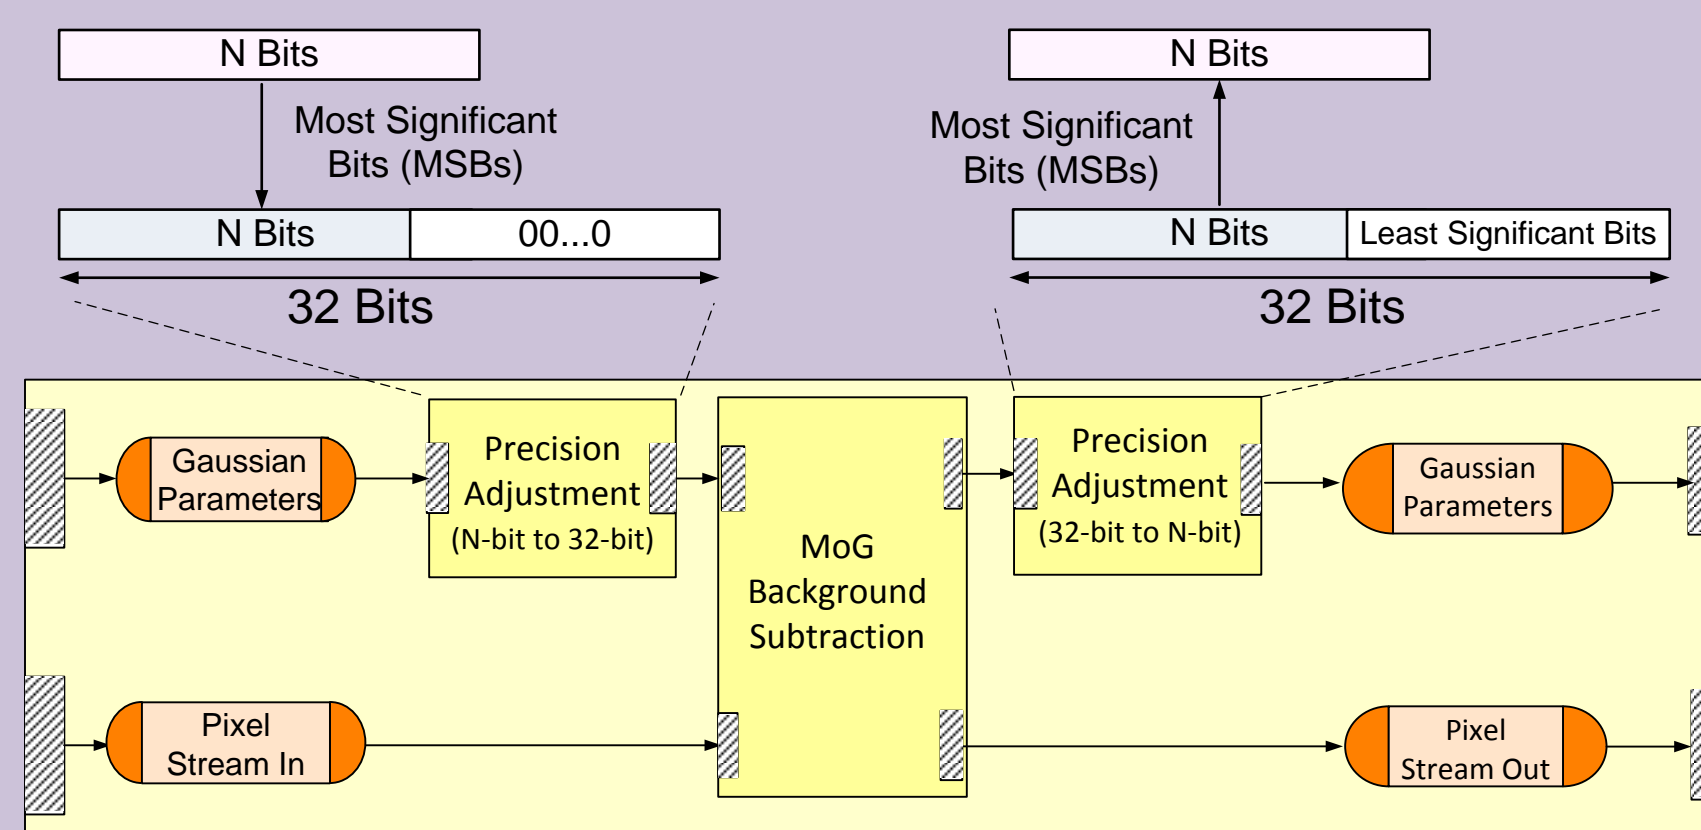 N Bits
Most Significant
Bits (MSBs)
N Bits
00...0
32 Bits
N Bits
Most Significant
Bits (MSBs)
N Bits
Least Significant Bits
32 Bits
Gaussian
Parameters
Precision
Adjustment
(N-bit to 32-bit)
MoG
Background
Subtraction
Precision
Adjustment
(32-bit to N-bit)
Gaussian
Parameters
Pixel
Stream In
Pixel
Stream Out